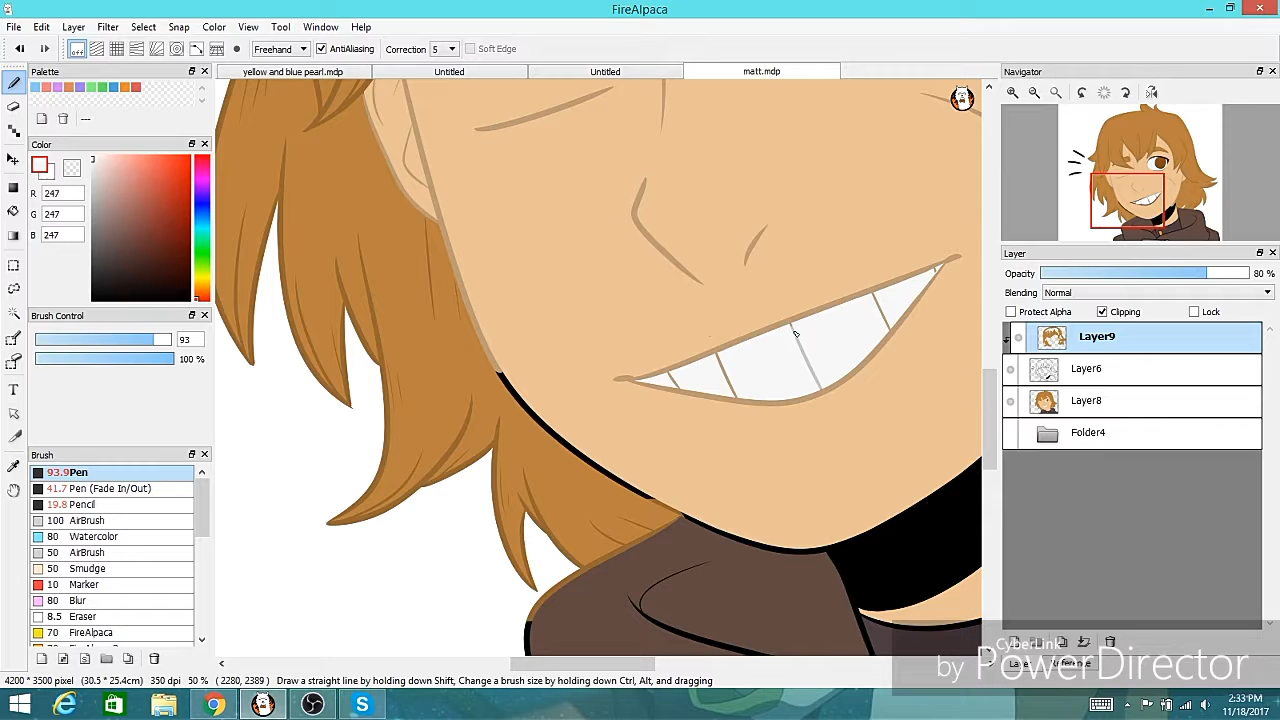 FireAlpaca
File Edit Layer Filter Select Snap Color View Tool Window Help
off Freehand AntiAliasing Correction 5 Soft Edge
Palette
yellow and blue pearl.mdp Untitled Untitled matt.mdp
Navigator
---
Color
R 247
G 247
B 247
Layer
Opacity 80 %
Blending Normal
Protect Alpha Clipping Lock
Layer9
Layer6
Layer8
Folder4
Brush Control
93
100 %
Brush
93.9 Pen
41.7 Pen (Fade In/Out)
19.8 Pencil
100 AirBrush
80 Watercolor
50 AirBrush
50 Smudge
10 Marker
80 Blur
8.5 Eraser
70 FireAlpaca
CyberLink
by PowerDirector
Layer Reference
4200 * 3500 pixel (30.5 * 25.4cm) 350 dpi 50 % ( 2280, 2389 ) Draw a straight line by holding down Shift, Change a brush size by holding down Ctrl, Alt, and dragging
2:33 PM
11/18/2017